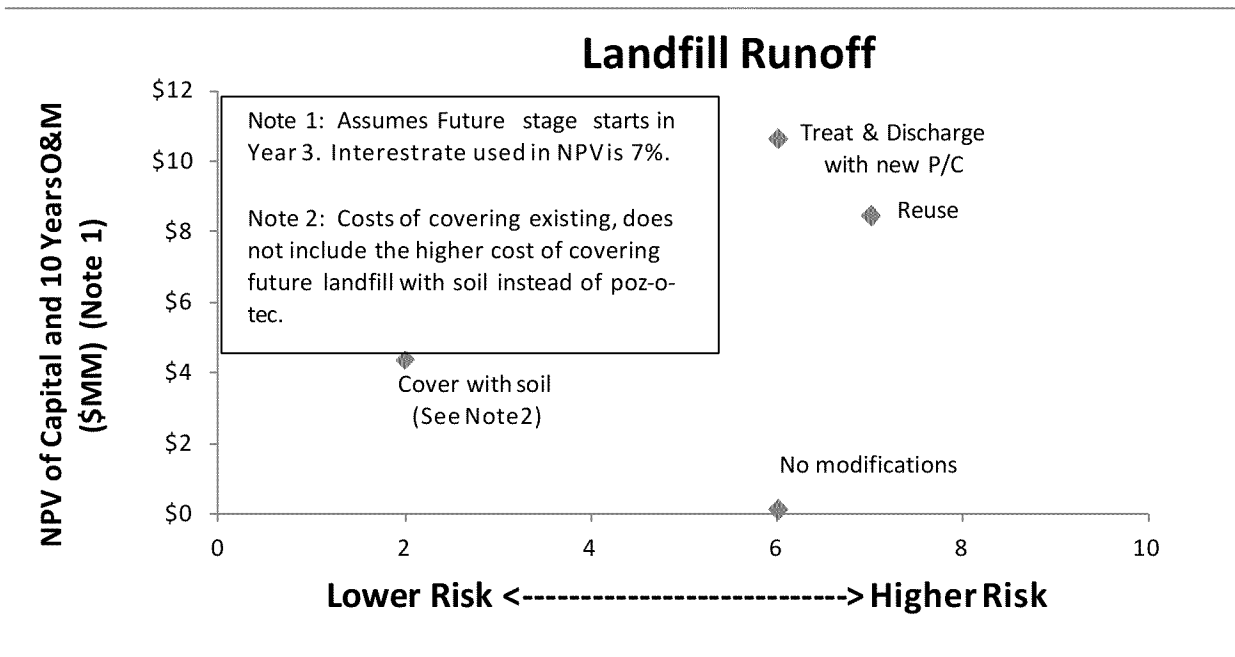 Landfill Runoff
NPV of Capital and 10 Years O&M
($MM) (Note 1)
$12
$10
$8
$6
$4
$2
$0
Note 1: Assumes Future stage starts in
Year 3. Interestrate used in NPV is 7%.
Note 2: Costs of covering existing, does
not include the higher cost of covering
future landfill with soil instead of poz-o-
tec.
Treat & Discharge
with new P/C
Reuse
Cover with soil
(See Note 2)
No modifications
0 2 4 6 8 10
Lower Risk <----------------------------> Higher Risk